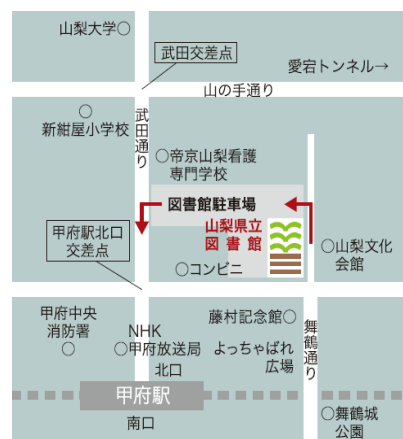 山梨大学
武田交差点
愛宕トンネル→
山の手通り
新紺屋小学校
武田通り
帝京山梨看護
専門学校
図書館駐車場
山梨県立
図書館
甲府駅北口
交差点
山梨文化
会館
コンビニ
甲府中央
消防署
NHK
甲府放送局
北口
藤村記念館
よっちゃばれ
広場
舞鶴通り
甲府駅
南口
舞鶴城
公園